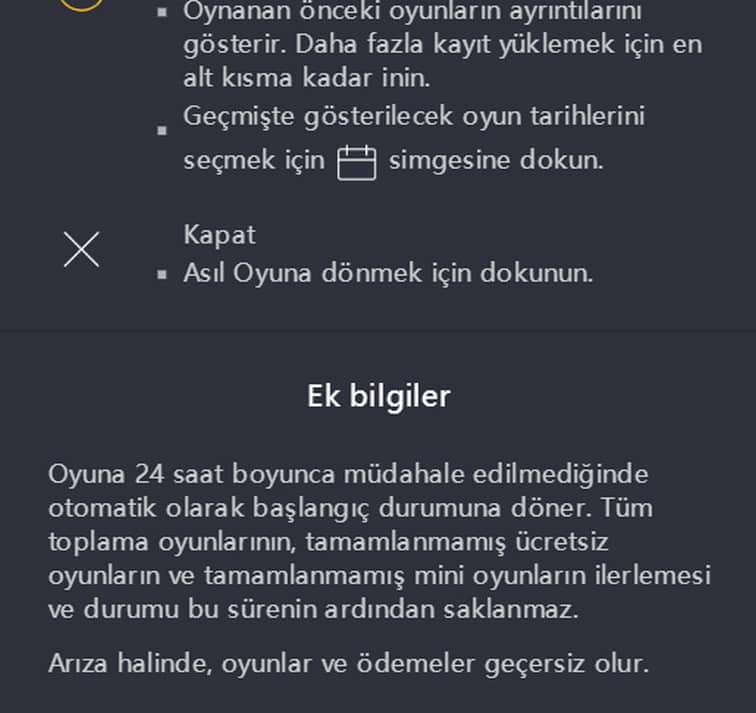 Oynanan önceki oyunların ayrıntılarını
gösterir. Daha fazla kayıt yüklemek için en
alt kısma kadar inin.
Geçmişte gösterilecek oyun tarihlerini
seçmek için simgesine dokun.
Kapat
Asıl Oyuna dönmek için dokunun.
Ek bilgiler
Oyuna 24 saat boyunca müdahale edilmediğinde
otomatik olarak başlangıç durumuna döner. Tüm
toplama oyunlarının, tamamlanmamış ücretsiz
oyunların ve tamamlanmamış mini oyunların ilerlemesi
ve durumu bu sürenin ardından saklanmaz.
Arıza halinde, oyunlar ve ödemeler geçersiz olur.